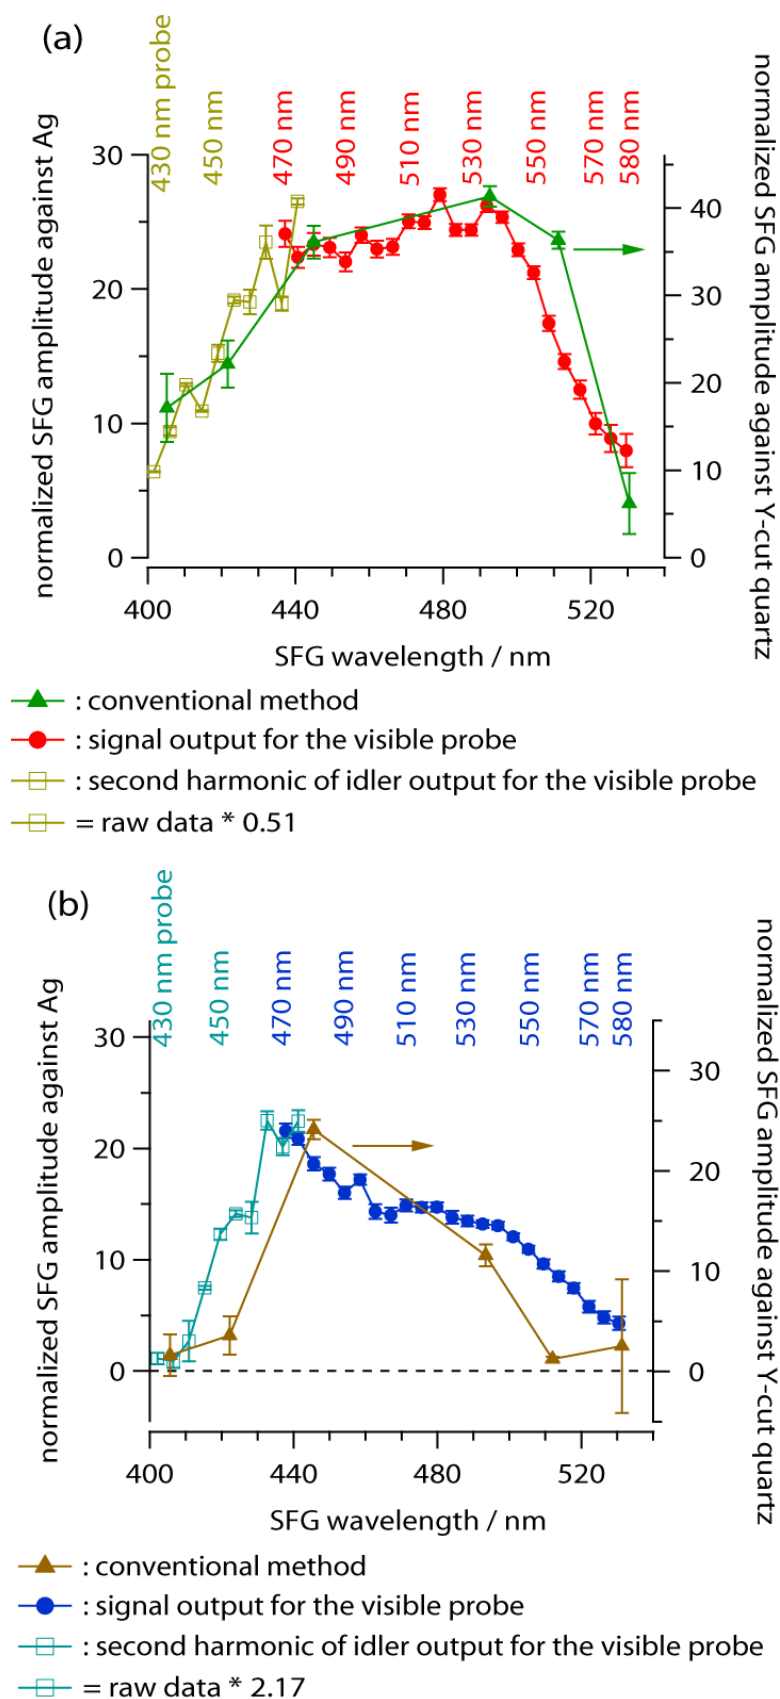 (a)
430 nm probe
450 nm
470 nm
490 nm
510 nm
530 nm
550 nm
570 nm
580 nm
normalized SFG amplitude against Ag
30
20
10
0
normalized SFG amplitude against Y-cut quartz
40
30
20
10
0
400
440
480
520
SFG wavelength / nm
: conventional method
: signal output for the visible probe
: second harmonic of idler output for the visible probe
= raw data * 0.51
(b)
430 nm probe
450 nm
470 nm
490 nm
510 nm
530 nm
550 nm
570 nm
580 nm
normalized SFG amplitude against Ag
30
20
10
0
normalized SFG amplitude against Y-cut quartz
30
20
10
0
400
440
480
520
SFG wavelength / nm
: conventional method
: signal output for the visible probe
: second harmonic of idler output for the visible probe
= raw data * 2.17